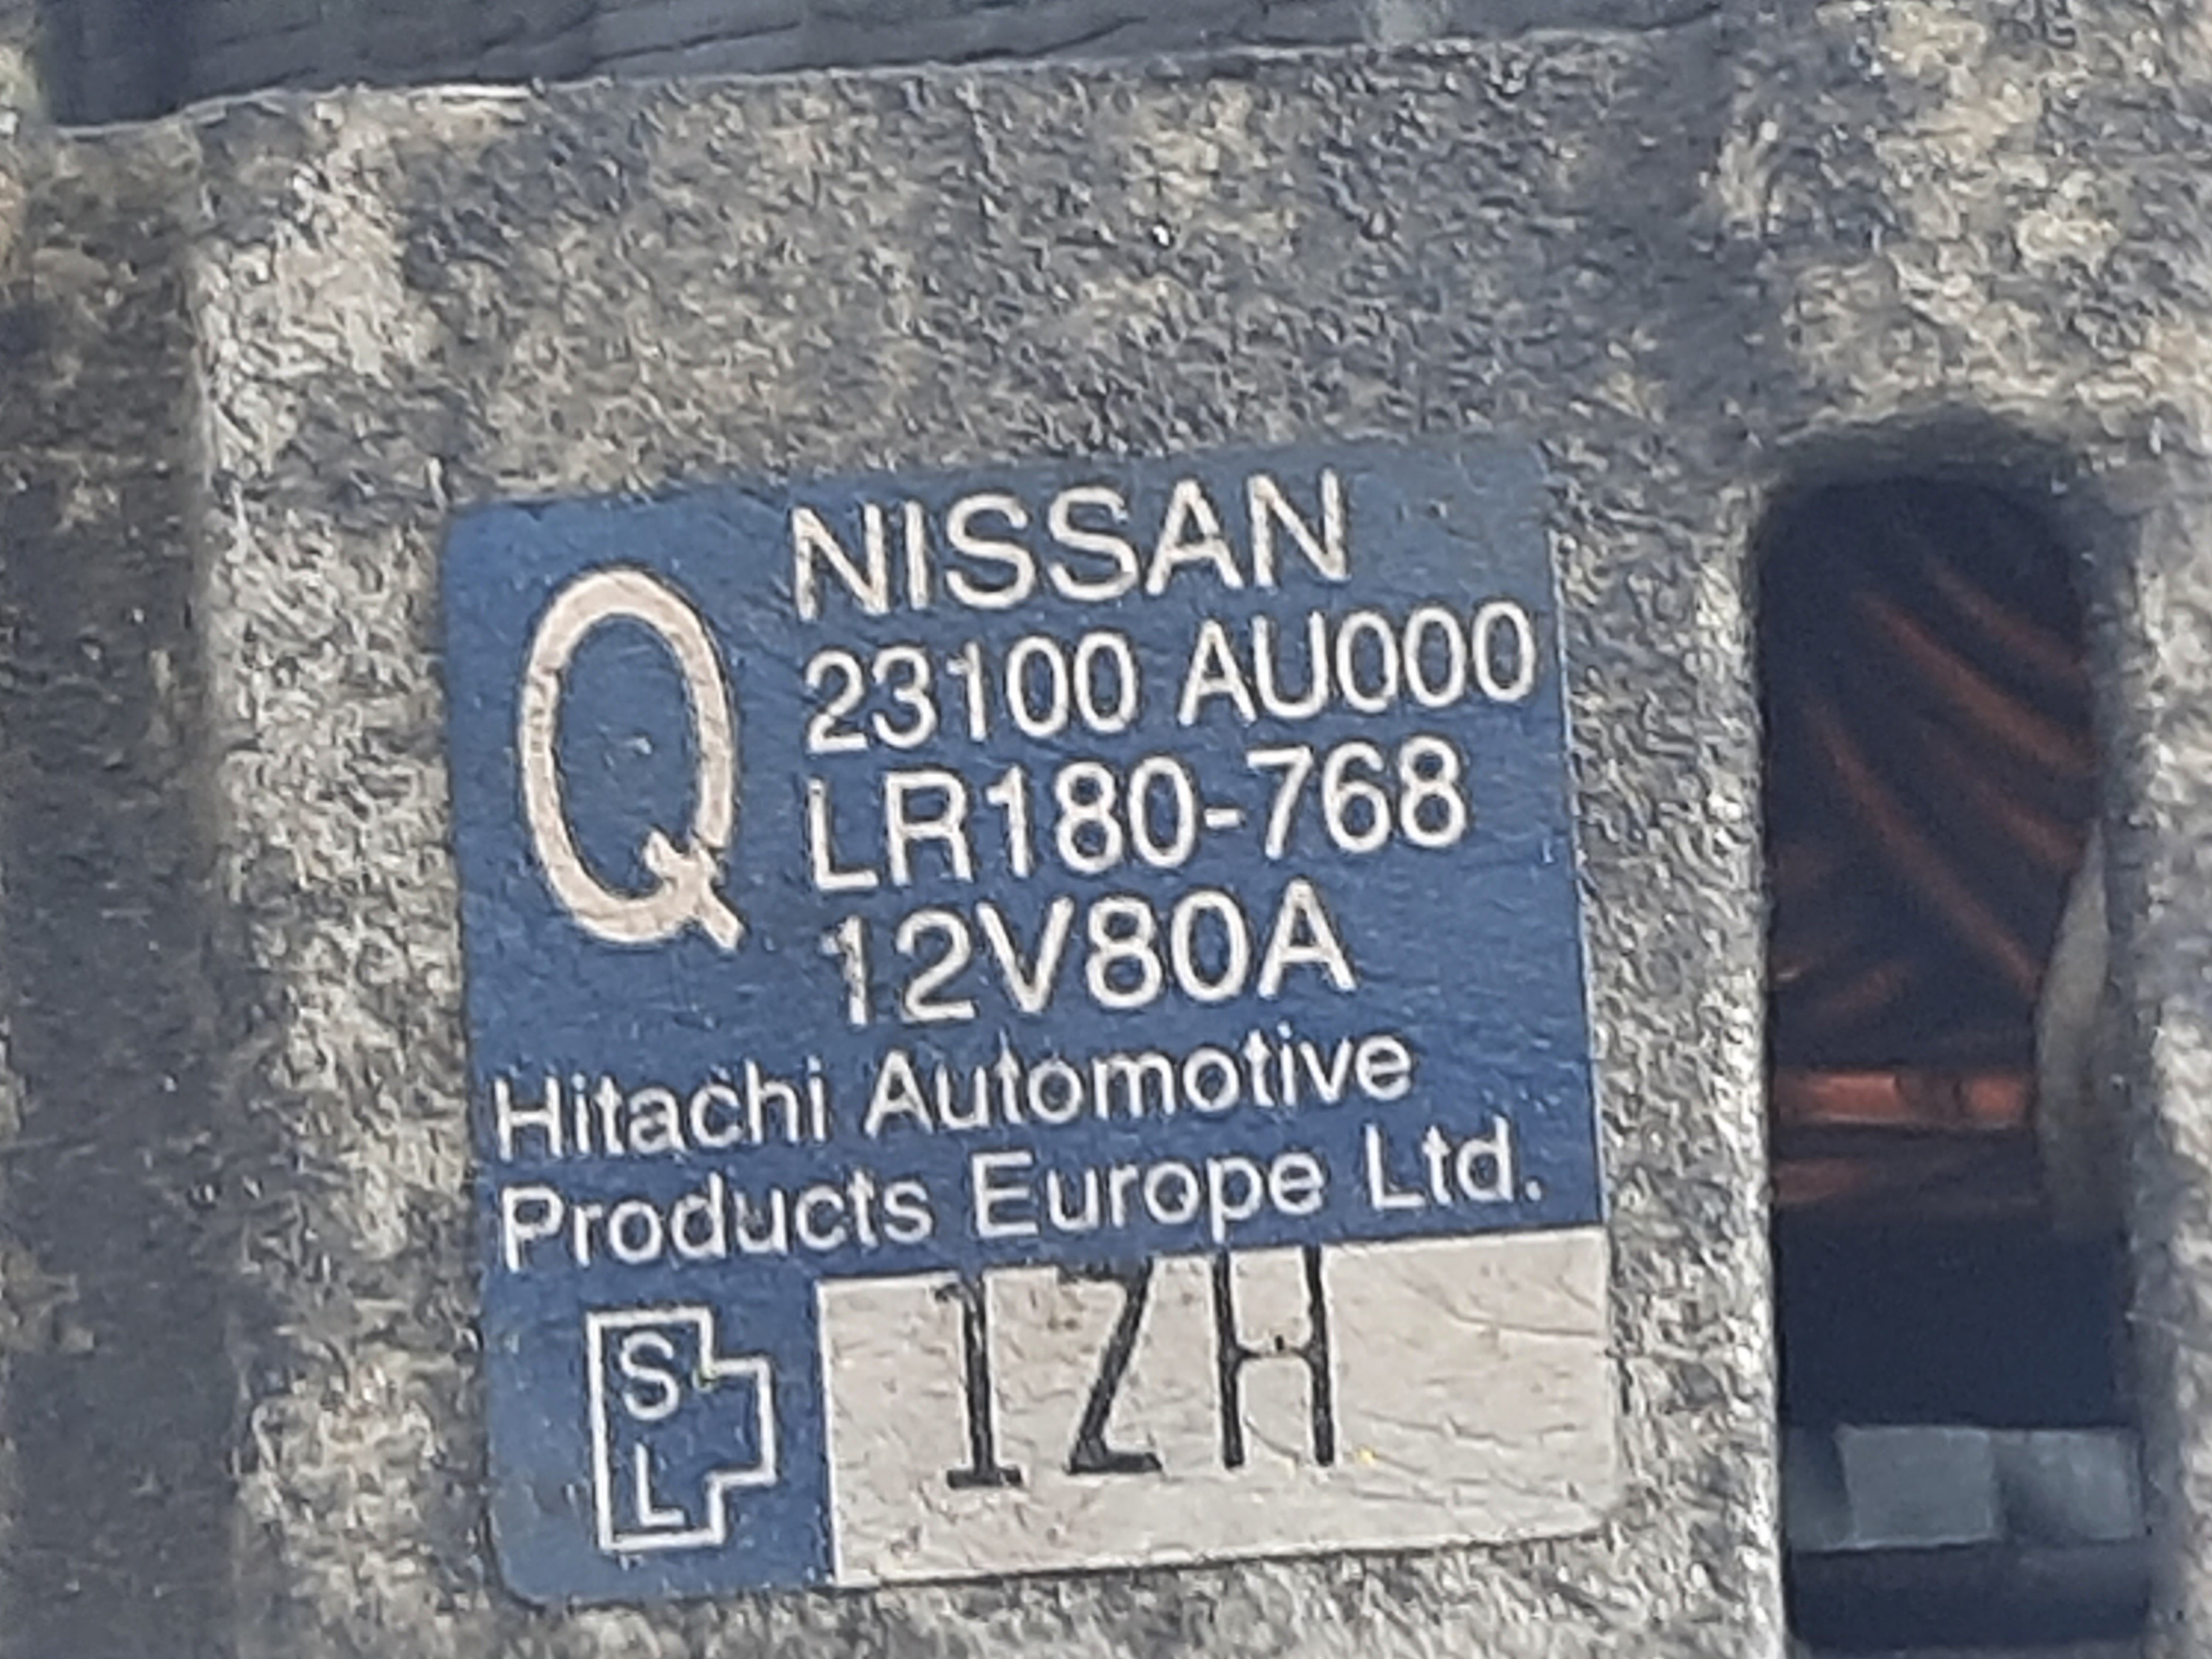 Q
NISSAN
23100 AU000
LR180-768
12V80A
Hitachi Automotive
Products Europe Ltd.
S
L
1ZH